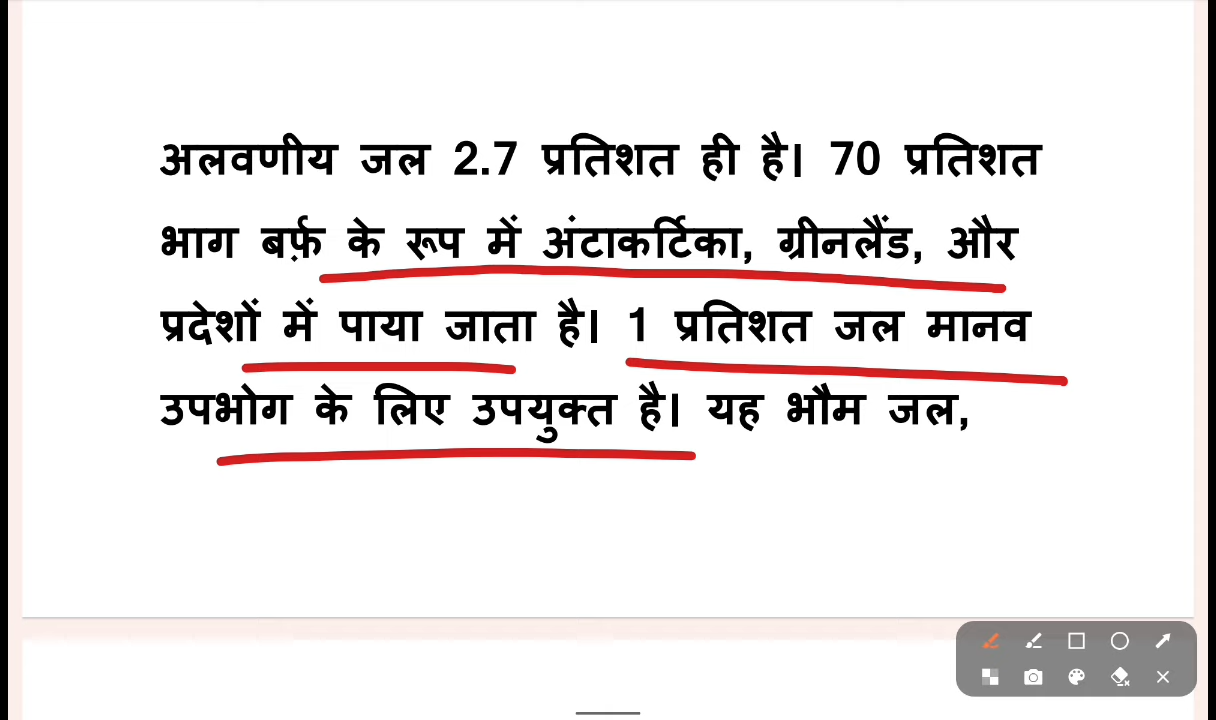 अलवणीय जल 2.7 प्रतिशत ही है। 70 प्रतिशत
भाग बर्फ़ के रूप में अंटाकर्टिका, ग्रीनलैंड, और
प्रदेशों में पाया जाता है। 1 प्रतिशत जल मानव
उपभोग के लिए उपयुक्त है। यह भौम जल,